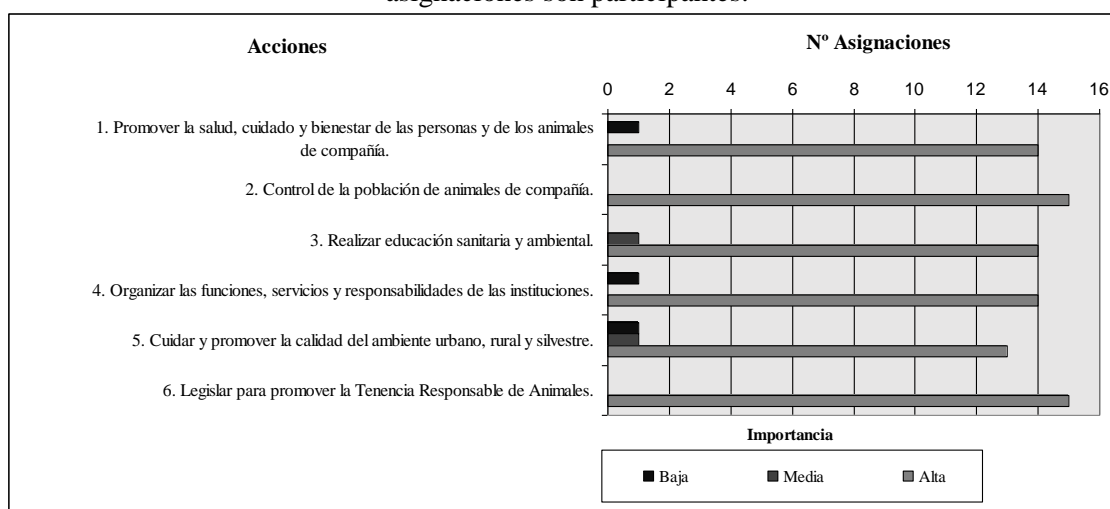 asignaciones son participantes.
Acciones
Nº Asignaciones
0 2 4 6 8 10 12 14 16
1. Promover la salud, cuidado y bienestar de las personas y de los animales
de compañía.
2. Control de la población de animales de compañía.
3. Realizar educación sanitaria y ambiental.
4. Organizar las funciones, servicios y responsabilidades de las instituciones.
5. Cuidar y promover la calidad del ambiente urbano, rural y silvestre.
6. Legislar para promover la Tenencia Responsable de Animales.
Importancia
Baja Media Alta